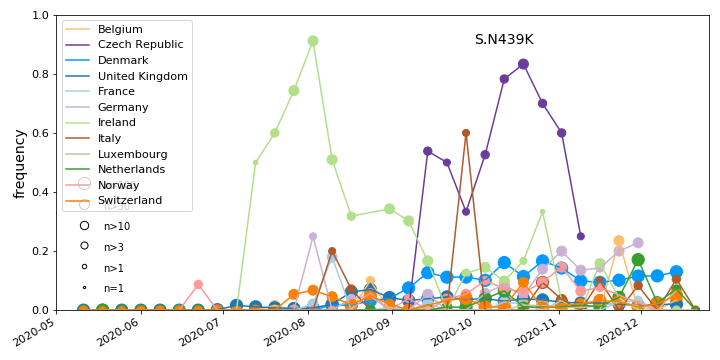 S.N439K
frequency
1.0
0.8
0.6
0.4
0.2
0.0
Belgium
Czech Republic
Denmark
United Kingdom
France
Germany
Ireland
Italy
Luxembourg
Netherlands
Norway
Switzerland
n>30
n>10
n>3
n>1
n=1
2020-05
2020-06
2020-07
2020-08
2020-09
2020-10
2020-11
2020-12